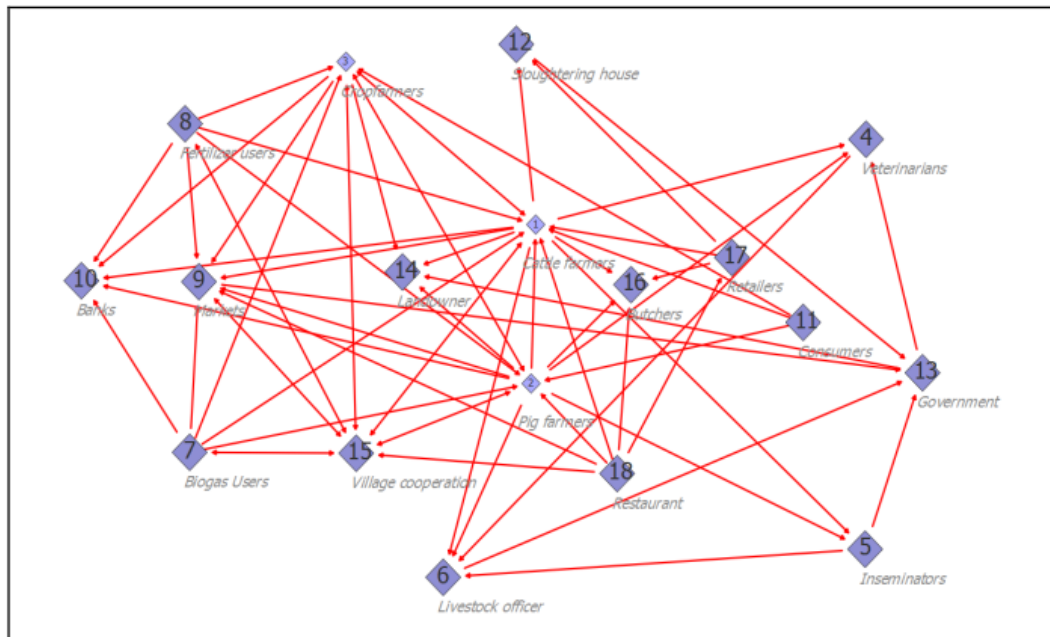 12
Sloughtering house
3
Cropfarmers
8
Fertilizer users
4
Veterinarians
1
Cattle farmers
17
Retailers
10
Banks
9
Markets
14
Landowner
16
Butchers
11
Consumers
13
Government
2
Pig farmers
7
Biogas Users
15
Village cooperation
18
Restaurant
5
Inseminators
6
Livestock officer